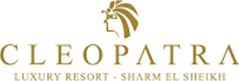 CLEOPATRA
LUXURY RESORT - SHARM EL SHEIKH